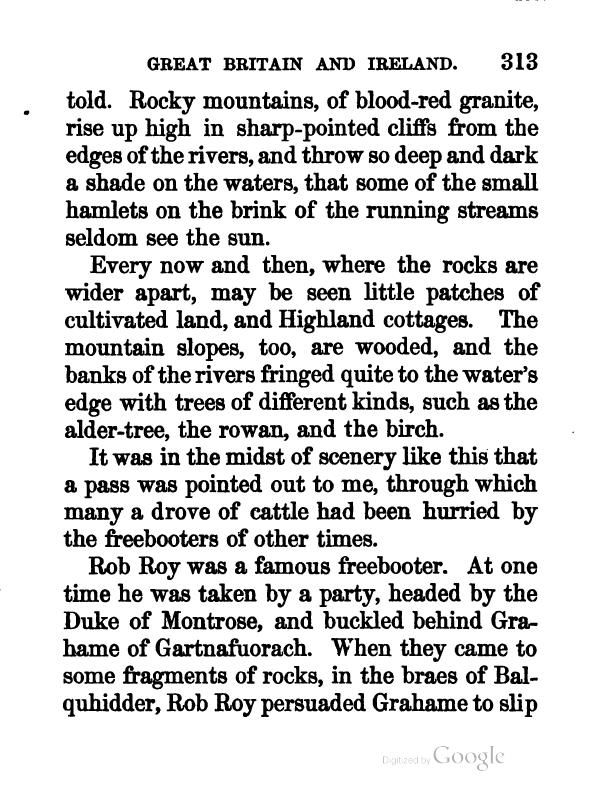 GREAT BRITAIN AND IRELAND. 313
told. Rocky mountains, of blood-red granite,
rise up high in sharp-pointed cliffs from the
edges of the rivers, and throw so deep and dark
a shade on the waters, that some of the small
hamlets on the brink of the running streams
seldom see the sun.
Every now and then, where the rocks are
wider apart, may be seen little patches of
cultivated land, and Highland cottages. The
mountain slopes, too, are wooded, and the
banks of the rivers fringed quite to the water's
edge with trees of different kinds, such as the
alder-tree, the rowan, and the birch.
It was in the midst of scenery like this that
a pass was pointed out to me, through which
many a drove of cattle had been hurried by
the freebooters of other times.
Rob Roy was a famous freebooter. At one
time he was taken by a party, headed by the
Duke of Montrose, and buckled behind Gra-
hame of Gartnafuorach. When they came to
some fragments of rocks, in the braes of Bal-
quhidder, Rob Roy persuaded Grahame to slip
Digitized by Google